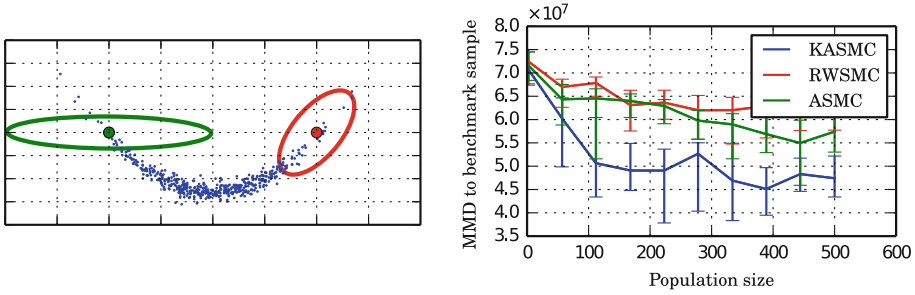 ×10⁷
8.0
7.5
7.0
6.5
6.0
5.5
5.0
4.5
4.0
3.5
MMD to benchmark sample
KASMC
RWSMC
ASMC
0 100 200 300 400 500 600
Population size